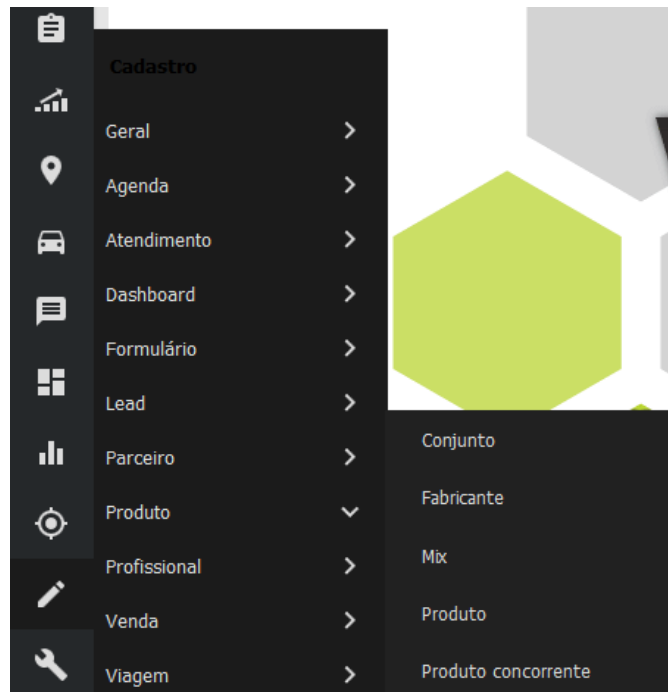 Cadastro
Geral
Agenda
Atendimento
Dashboard
Formulário
Lead
Parceiro
Produto
Profissional
Venda
Viagem
Conjunto
Fabricante
Mix
Produto
Produto concorrente